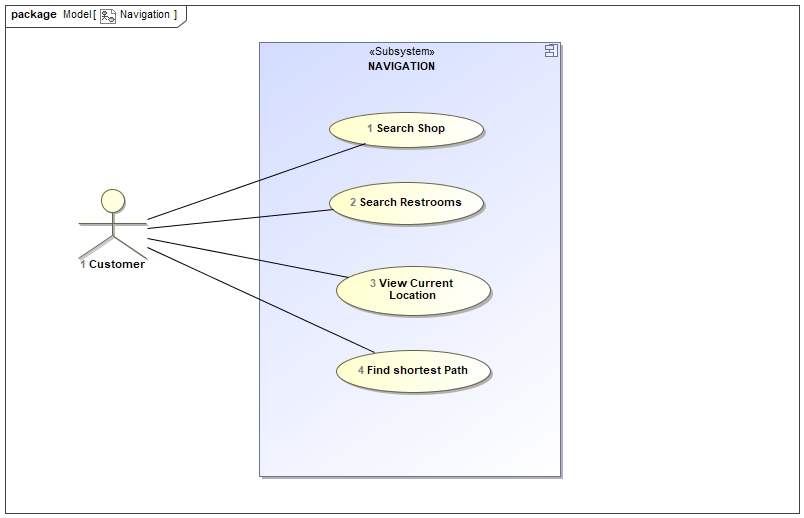 package Model[ Navigation ]
«Subsystem»
NAVIGATION
1 Search Shop
2 Search Restrooms
1 Customer
3 View Current
Location
4 Find shortest Path